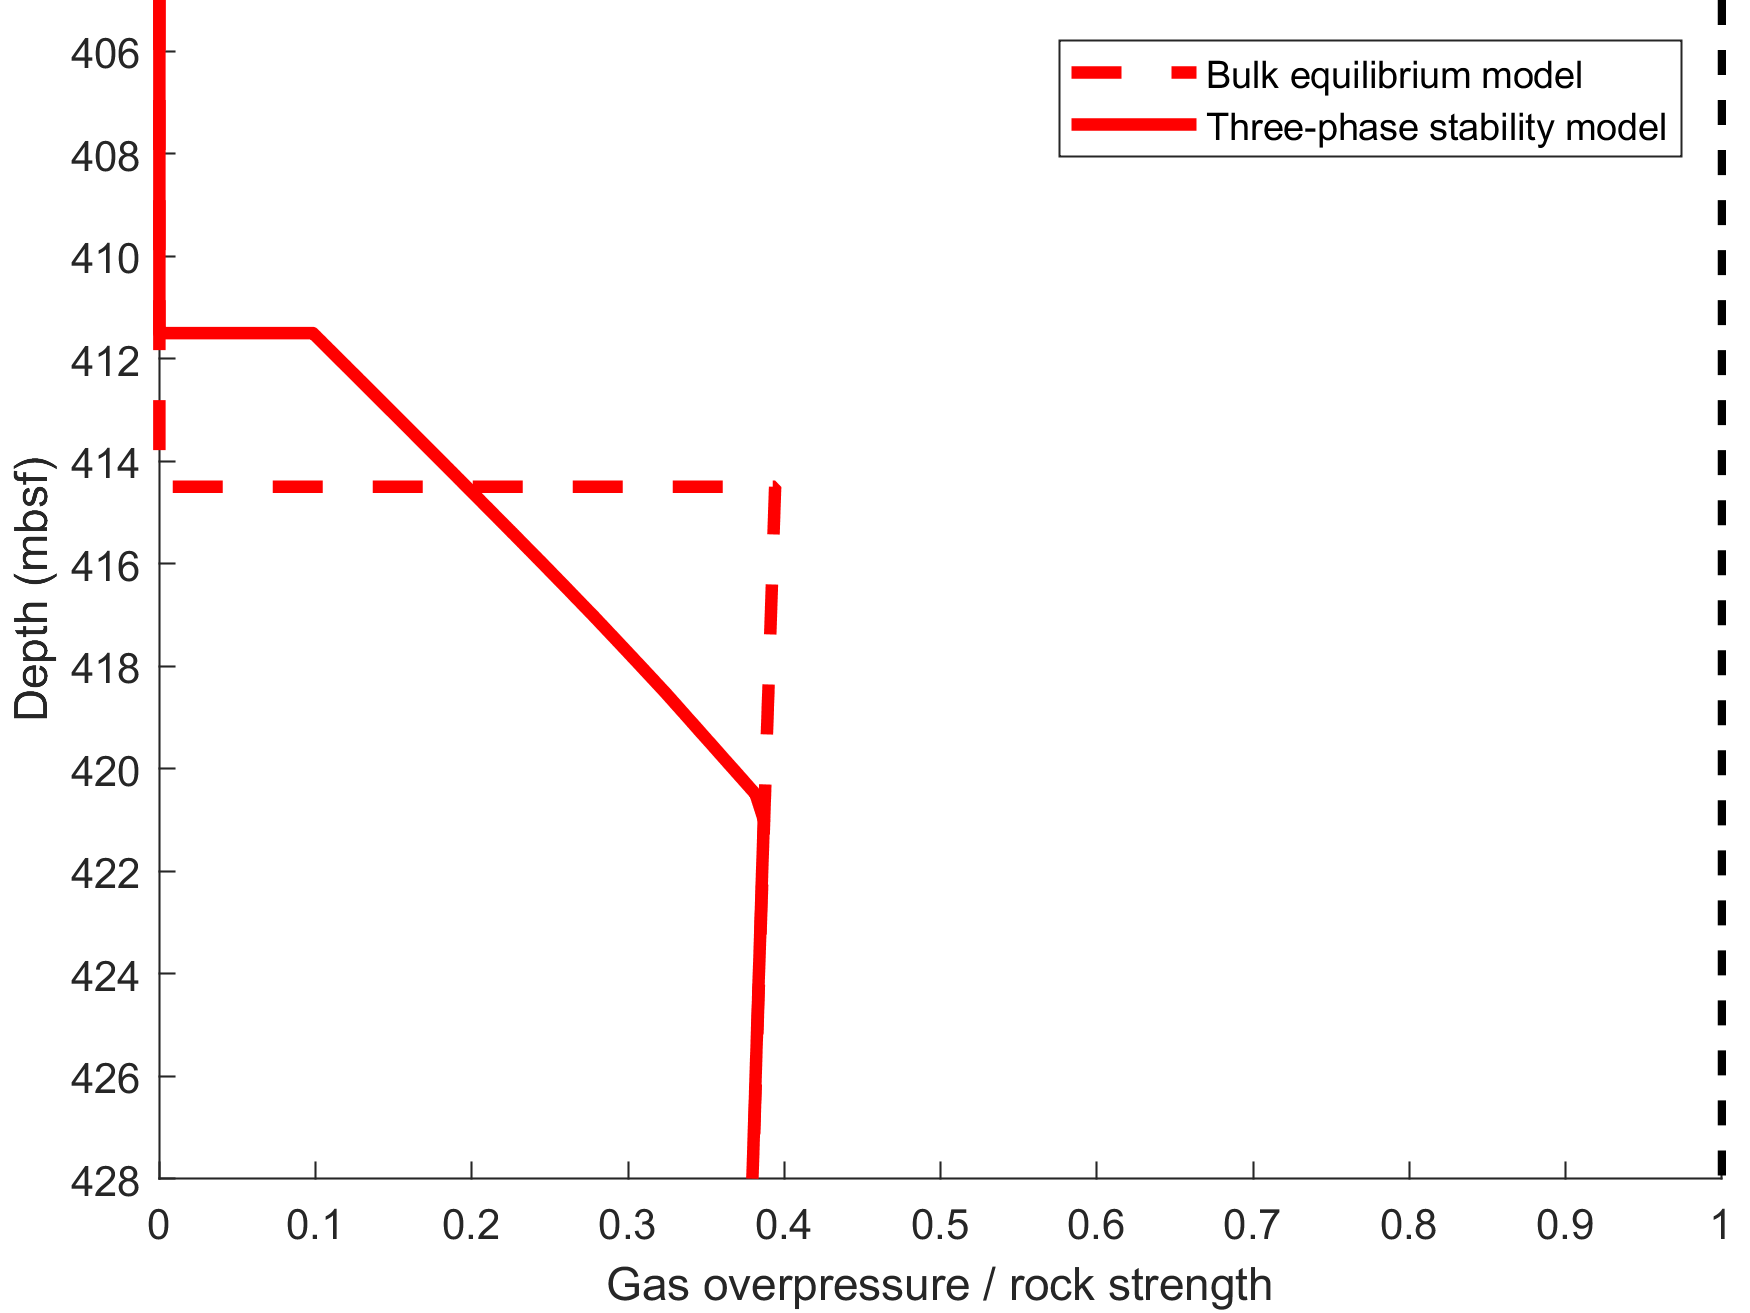 Bulk equilibrium model
Three-phase stability model
406
408
410
412
414
416
418
420
422
424
426
428
Depth (mbsf)
0 0.1 0.2 0.3 0.4 0.5 0.6 0.7 0.8 0.9 1
Gas overpressure / rock strength